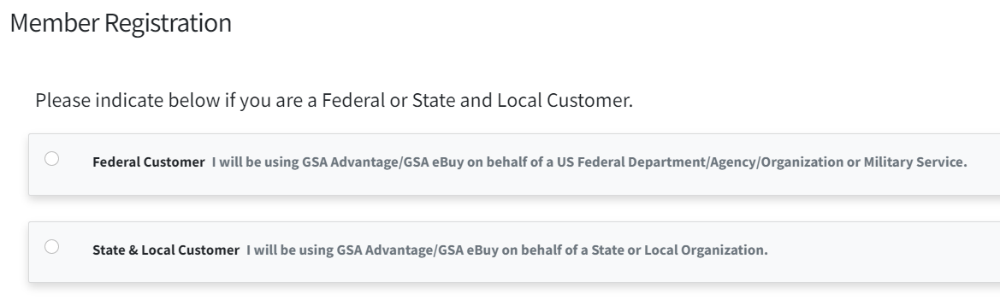 Member Registration
Please indicate below if you are a Federal or State and Local Customer.
Federal Customer I will be using GSA Advantage/GSA eBuy on behalf of a US Federal Department/Agency/Organization or Military Service.
State & Local Customer I will be using GSA Advantage/GSA eBuy on behalf of a State or Local Organization.